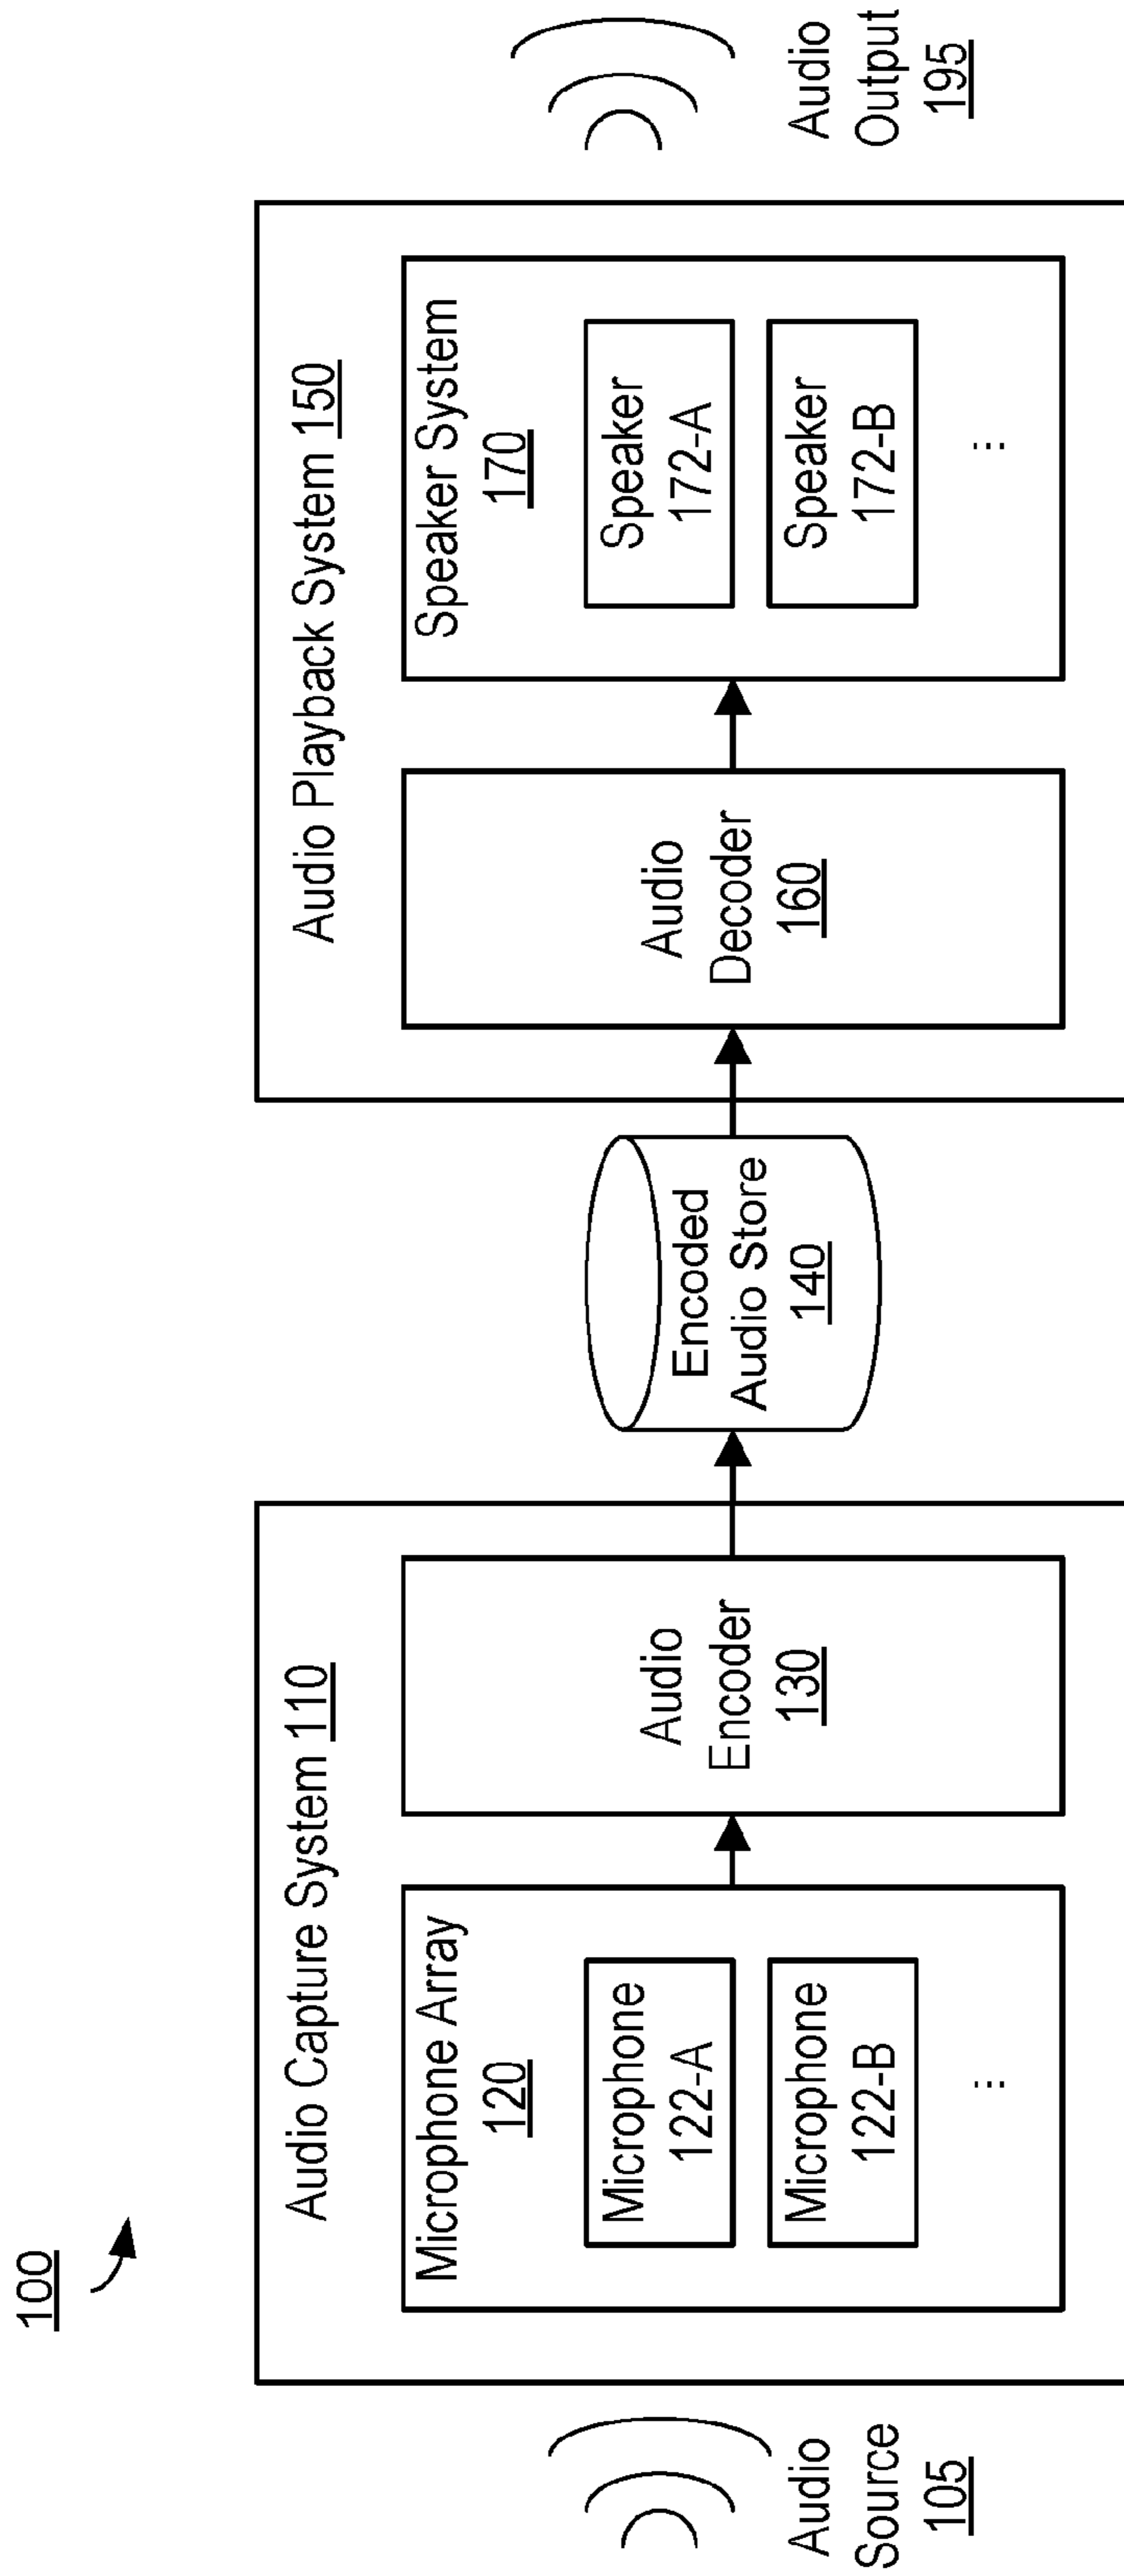 100
Audio Source
105
Audio Capture System 110
Microphone Array
120
Microphone
122-A
Microphone
122-B
...
Audio
Encoder
130
Encoded
Audio Store
140
Audio Playback System 150
Audio
Decoder
160
Speaker System
170
Speaker
172-A
Speaker
172-B
...
Audio
Output
195